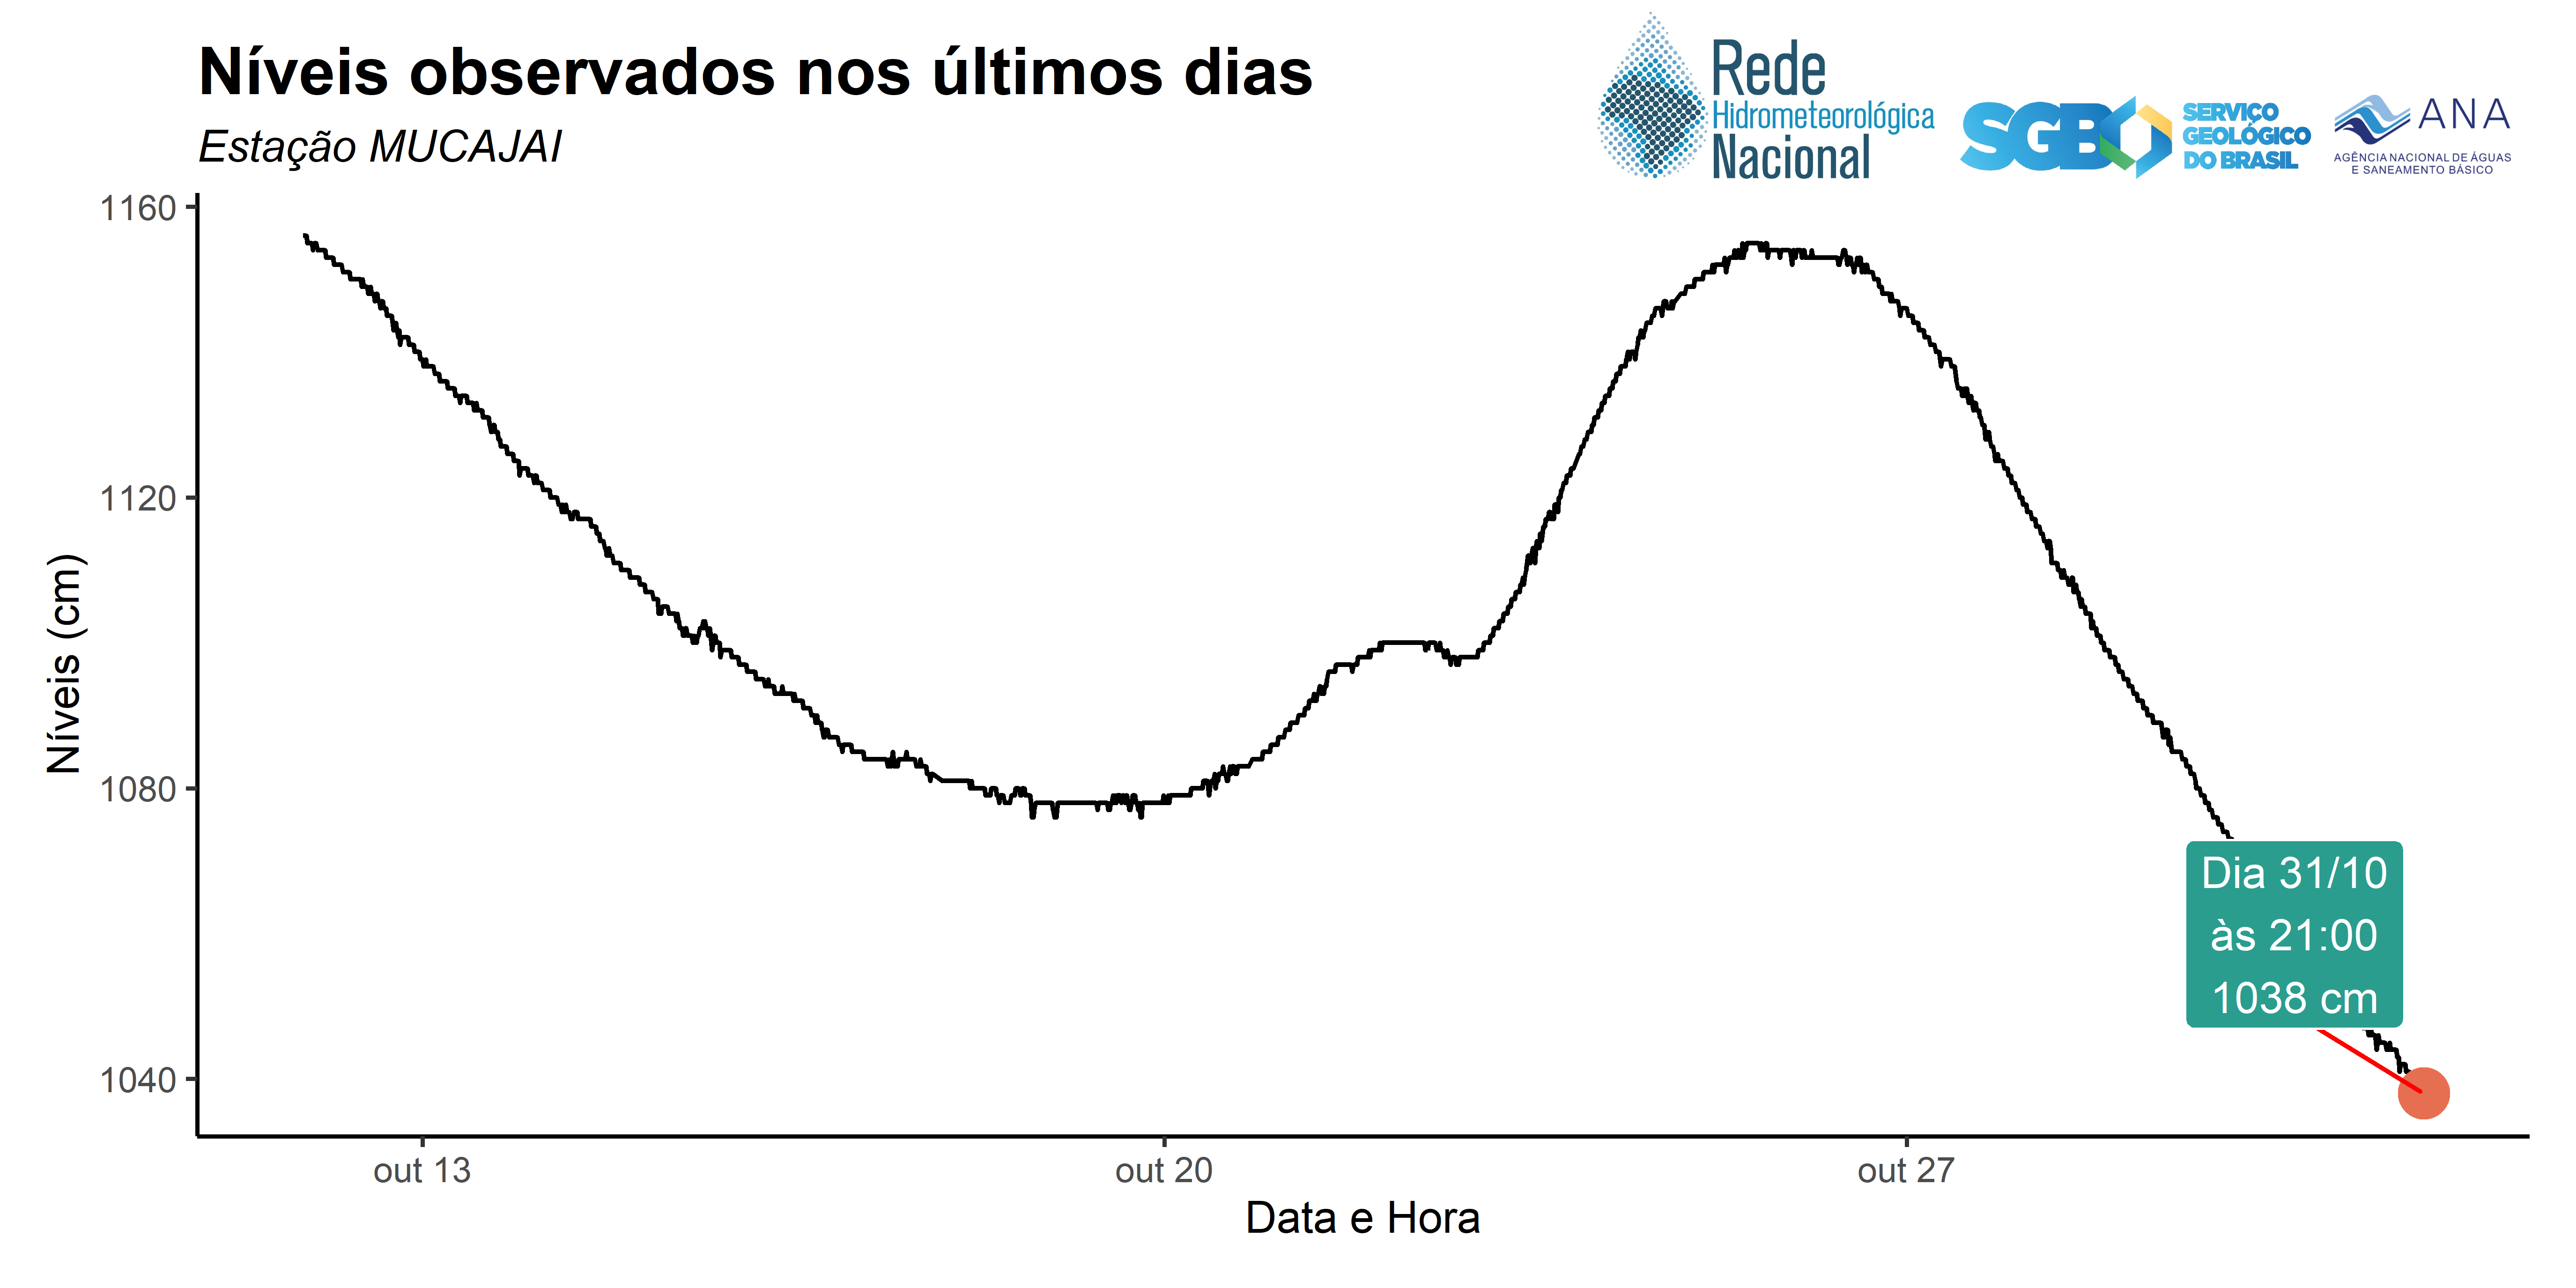 Níveis observados nos últimos dias
Estação MUCAJAI
Rede
Hidrometeorológica
Nacional
SGB
SERVIÇO
GEOLÓGICO
DO BRASIL
ANA
AGÊNCIA NACIONAL DE ÁGUAS
E SANEAMENTO BÁSICO
Níveis (cm)
1160
1120
1080
1040
Dia 31/10
às 21:00
1038 cm
out 13
out 20
out 27
Data e Hora